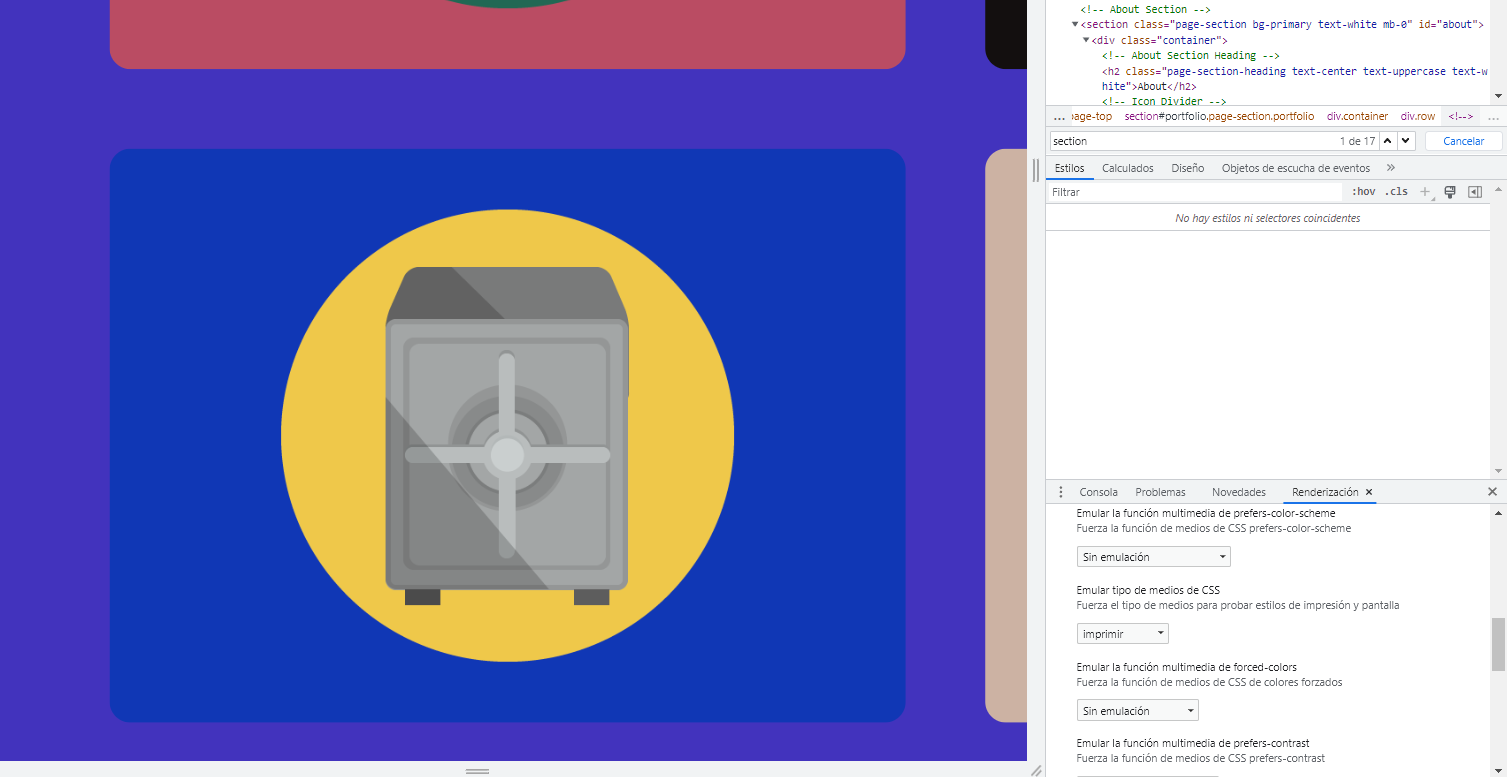 <!-- About Section -->
▼<section class="page-section bg-primary text-white mb-0" id="about">
▼<div class="container">
<!-- About Section Heading -->
<h2 class="page-section-heading text-center text-uppercase text-w
hite">About</h2>
<!-- Icon Divider -->
... page-top section#portfolio.page-section.portfolio div.container div.row <!--> ...
section 1 de 17 Cancelar
Estilos Calculados Diseño Objetos de escucha de eventos »
Filtrar :hov .cls +
No hay estilos ni selectores coincidentes
Consola Problemas Novedades Renderización ×
Emular la función multimedia de prefers-color-scheme
Fuerza la función de medios de CSS prefers-color-scheme
Sin emulación
Emular tipo de medios de CSS
Fuerza el tipo de medios para probar estilos de impresión y pantalla
imprimir
Emular la función multimedia de forced-colors
Fuerza la función de medios de CSS de colores forzados
Sin emulación
Emular la función multimedia de prefers-contrast
Fuerza la función de medios de CSS prefers-contrast